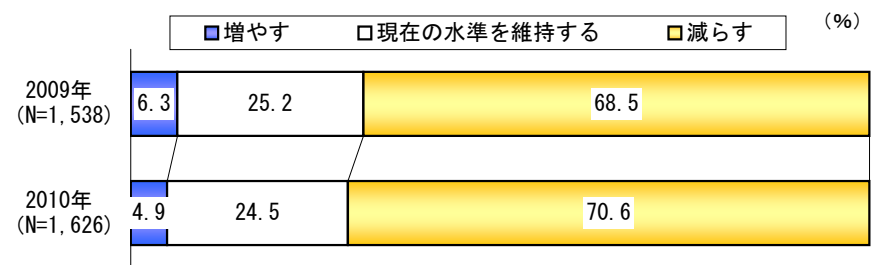 ■増やす □現在の水準を維持する ■減らす (%)
2009年
(N=1,538)
6.3 25.2 68.5
2010年
(N=1,626)
4.9 24.5 70.6